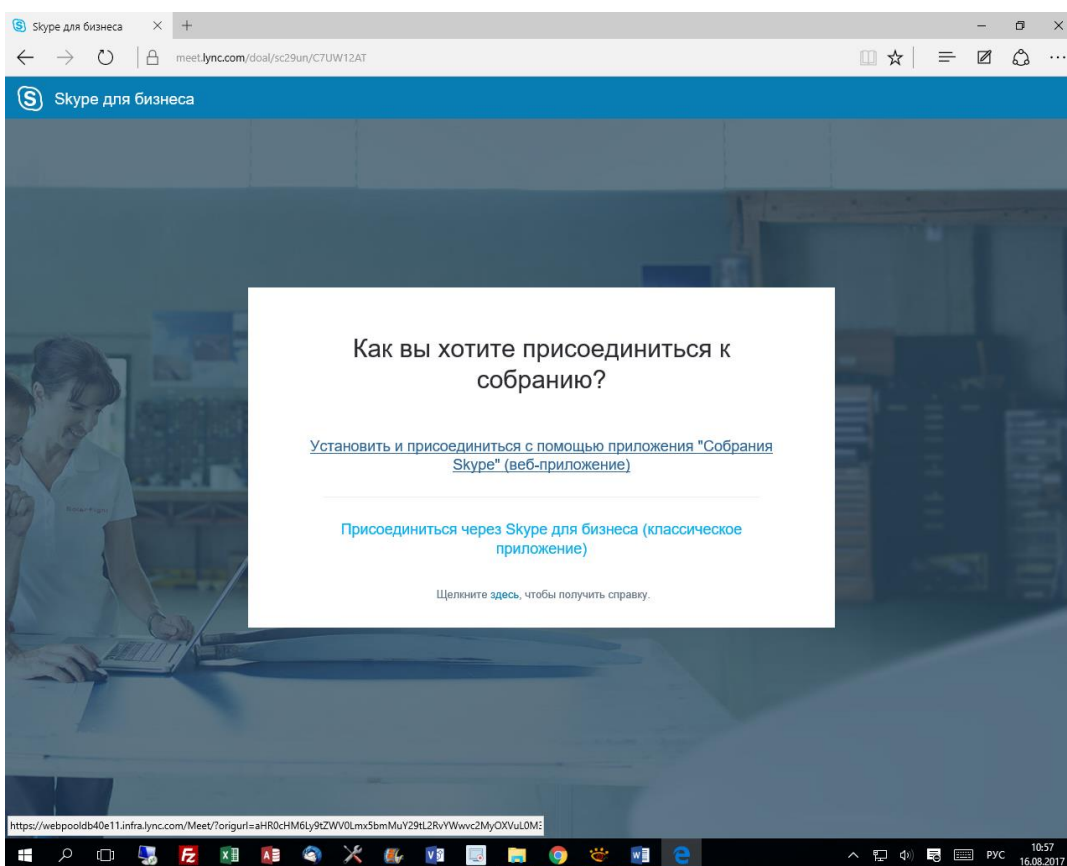 Skype для бизнеса
meet.lync.com/doal/sc29un/C7UW12AT
Skype для бизнеса
Как вы хотите присоединиться к
собранию?
Установить и присоединиться с помощью приложения "Собрания
Skype" (веб-приложение)
Присоединиться через Skype для бизнеса (классическое
приложение)
Щелкните здесь, чтобы получить справку.
https://webpooldb40e11.infra.lync.com/Meet/?origurl=
РУС
10:57
16.08.2017